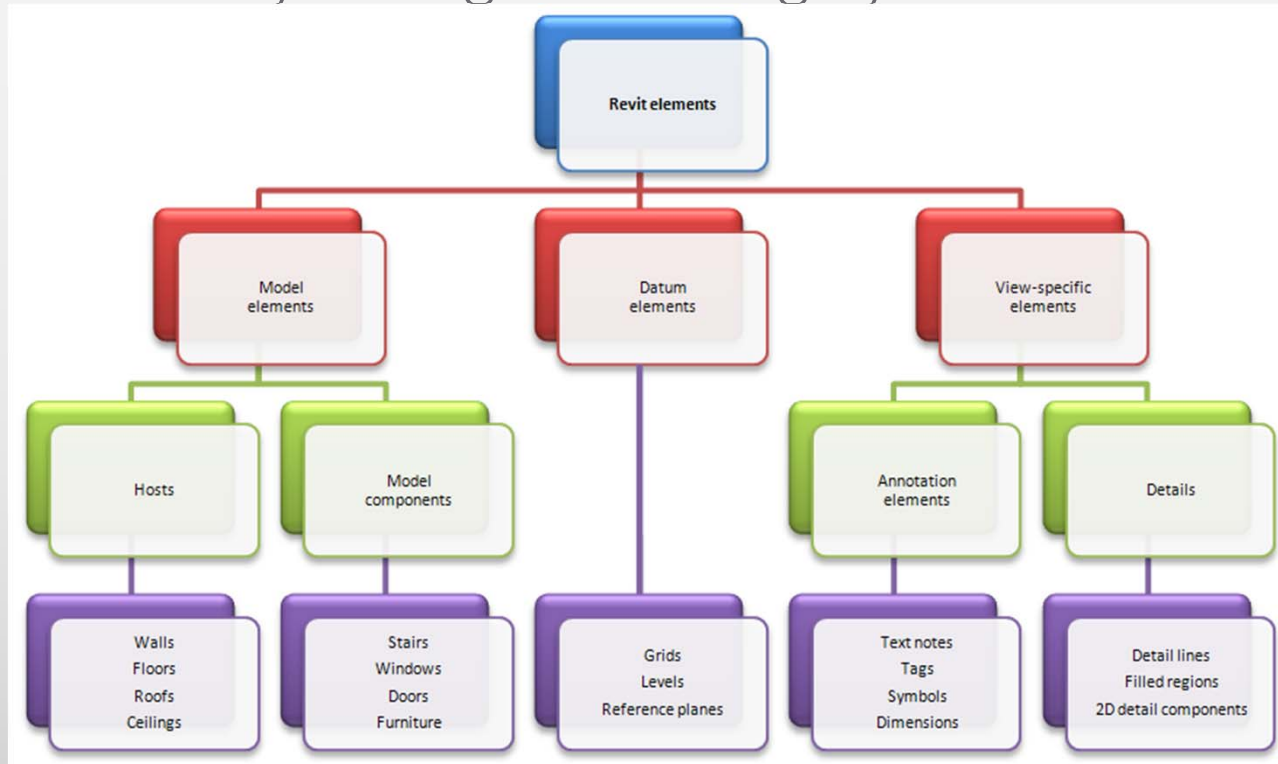 Revit elements
Model
elements
Datum
elements
View-specific
elements
Hosts
Model
components
Annotation
elements
Details
Walls
Floors
Roofs
Ceilings
Stairs
Windows
Doors
Furniture
Grids
Levels
Reference planes
Text notes
Tags
Symbols
Dimensions
Detail lines
Filled regions
2D detail components